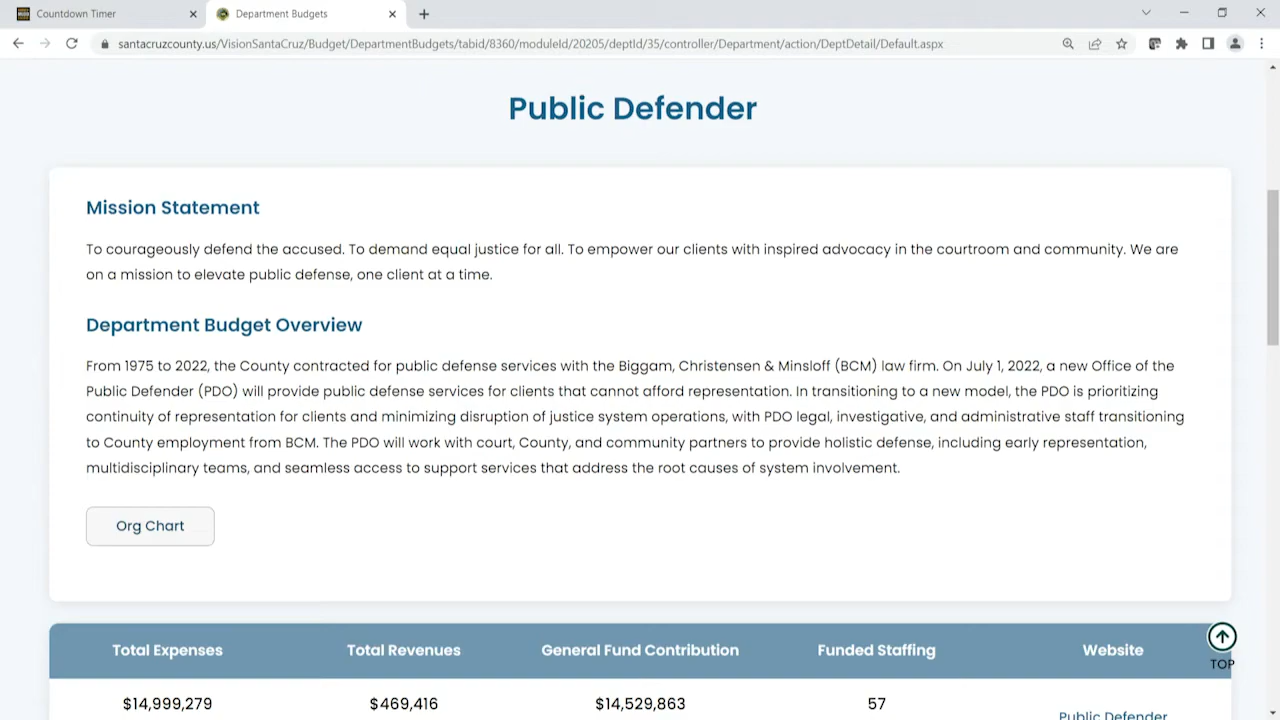 Countdown Timer
Department Budgets
santacruzcounty.us/VisionSantaCruz/Budget/DepartmentBudgets/tabid/8360/moduleId/20205/deptId/35/controller/Department/action/DeptDetail/Default.aspx
Public Defender
Mission Statement
To courageously defend the accused. To demand equal justice for all. To empower our clients with inspired advocacy in the courtroom and community. We are
on a mission to elevate public defense, one client at a time.
Department Budget Overview
From 1975 to 2022, the County contracted for public defense services with the Biggam, Christensen & Minsloff (BCM) law firm. On July 1, 2022, a new Office of the
Public Defender (PDO) will provide public defense services for clients that cannot afford representation. In transitioning to a new model, the PDO is prioritizing
continuity of representation for clients and minimizing disruption of justice system operations, with PDO legal, investigative, and administrative staff transitioning
to County employment from BCM. The PDO will work with court, County, and community partners to provide holistic defense, including early representation,
multidisciplinary teams, and seamless access to support services that address the root causes of system involvement.
Org Chart
Total Expenses Total Revenues General Fund Contribution Funded Staffing Website
TOP
$14,999,279 $469,416 $14,529,863 57
Public Defender